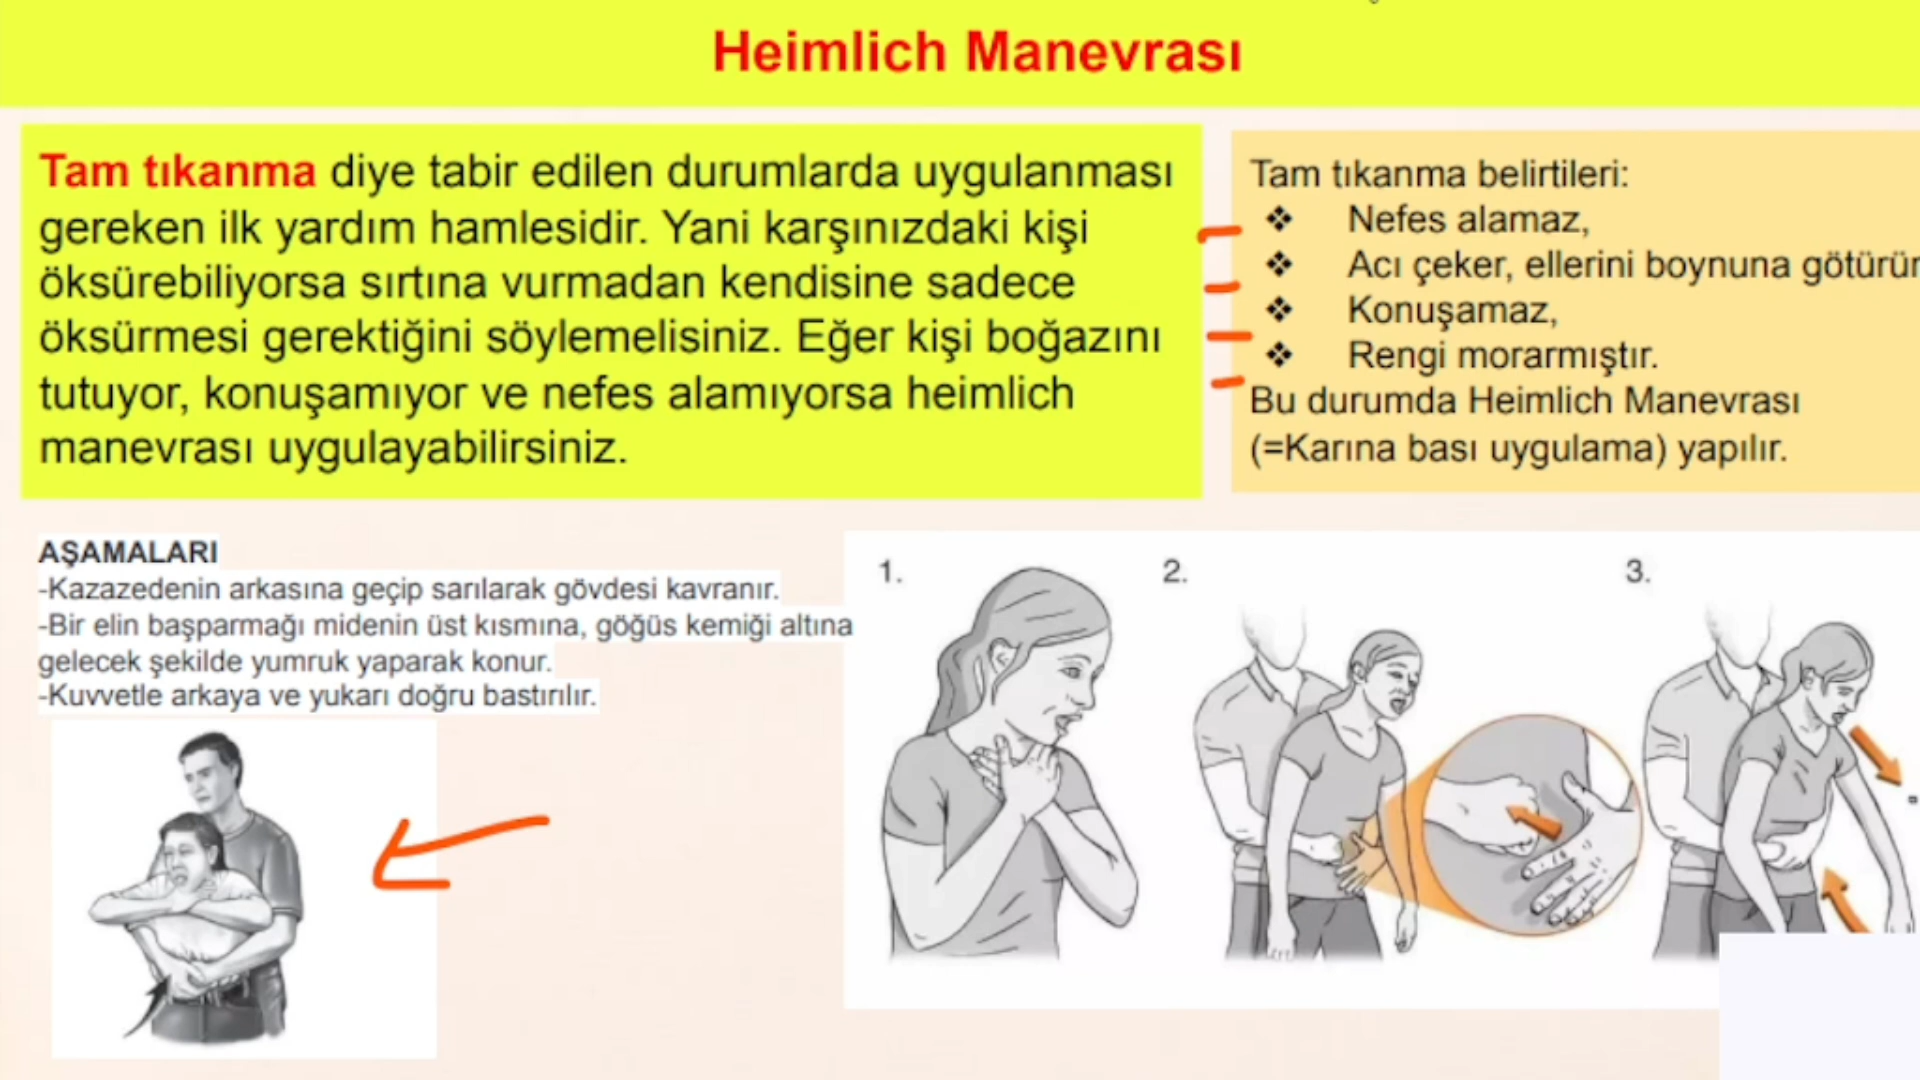 Heimlich Manevrası
Tam tıkanma diye tabir edilen durumlarda uygulanması
gereken ilk yardım hamlesidir. Yani karşınızdaki kişi
öksürebiliyorsa sırtına vurmadan kendisine sadece
öksürmesi gerektiğini söylemelisiniz. Eğer kişi boğazını
tutuyor, konuşamıyor ve nefes alamıyorsa heimlich
manevrası uygulayabilirsiniz.
Tam tıkanma belirtileri:
❖ Nefes alamaz,
❖ Acı çeker, ellerini boynuna götürür
❖ Konuşamaz,
❖ Rengi morarmıştır.
Bu durumda Heimlich Manevrası
(=Karına bası uygulama) yapılır.
AŞAMALARI
-Kazazedenin arkasına geçip sarılarak gövdesi kavranır.
-Bir elin başparmağı midenin üst kısmına, göğüs kemiği altına
gelecek şekilde yumruk yaparak konur.
-Kuvvetle arkaya ve yukarı doğru bastırılır.
1.
2.
3.